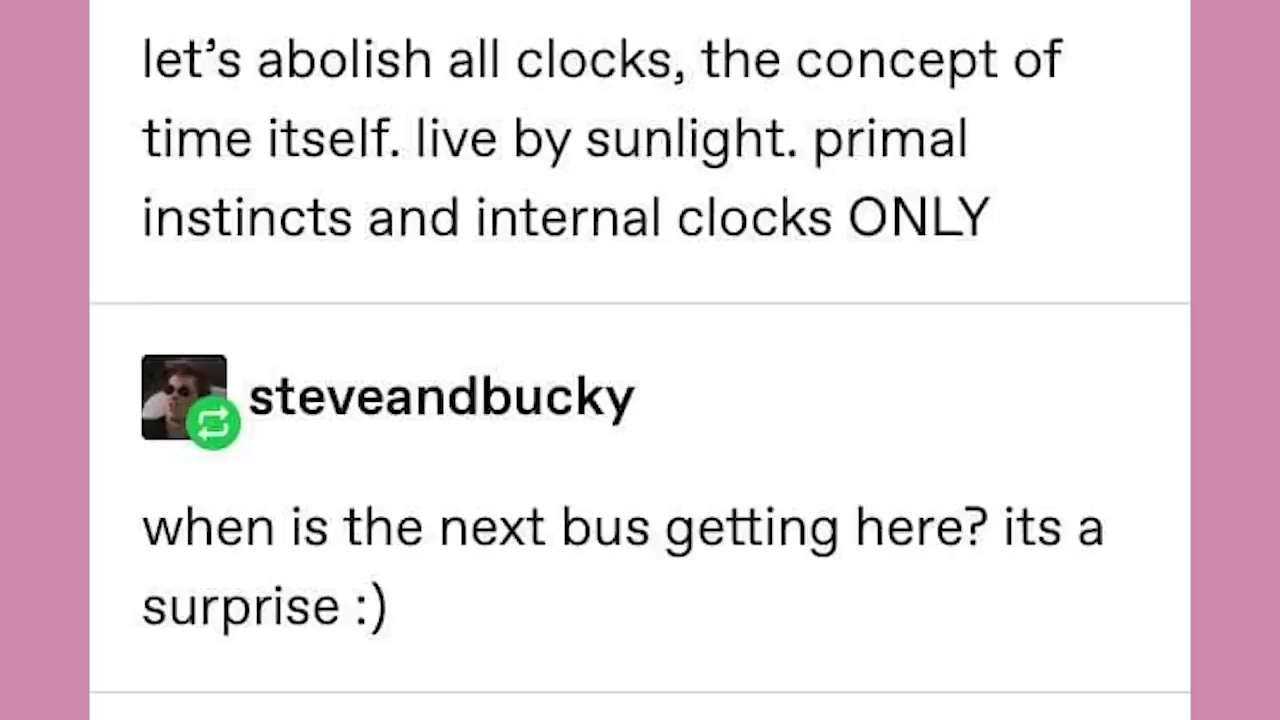 let’s abolish all clocks, the concept of
time itself. live by sunlight. primal
instincts and internal clocks ONLY
steveandbucky
when is the next bus getting here? its a
surprise :)